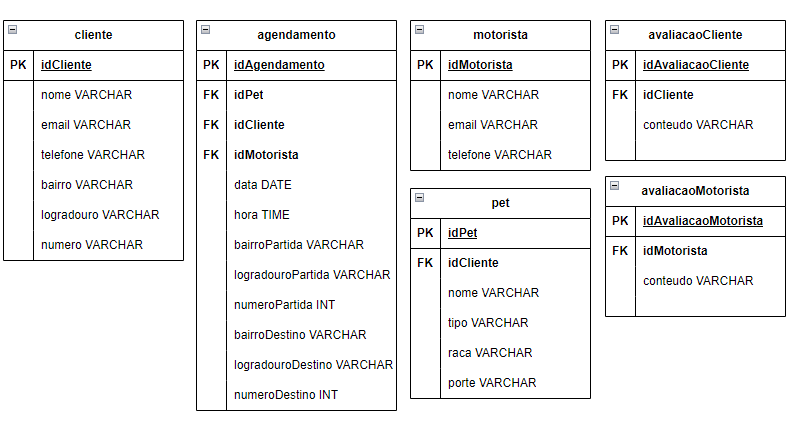 cliente
PK idCliente
nome VARCHAR
email VARCHAR
telefone VARCHAR
bairro VARCHAR
logradouro VARCHAR
numero VARCHAR
agendamento
PK idAgendamento
FK idPet
FK idCliente
FK idMotorista
data DATE
hora TIME
bairroPartida VARCHAR
logradouroPartida VARCHAR
numeroPartida INT
bairroDestino VARCHAR
logradouroDestino VARCHAR
numeroDestino INT
motorista
PK idMotorista
nome VARCHAR
email VARCHAR
telefone VARCHAR
pet
PK idPet
FK idCliente
nome VARCHAR
tipo VARCHAR
raca VARCHAR
porte VARCHAR
avaliacaoCliente
PK idAvaliacaoCliente
FK idCliente
conteudo VARCHAR
avaliacaoMotorista
PK idAvaliacaoMotorista
FK idMotorista
conteudo VARCHAR